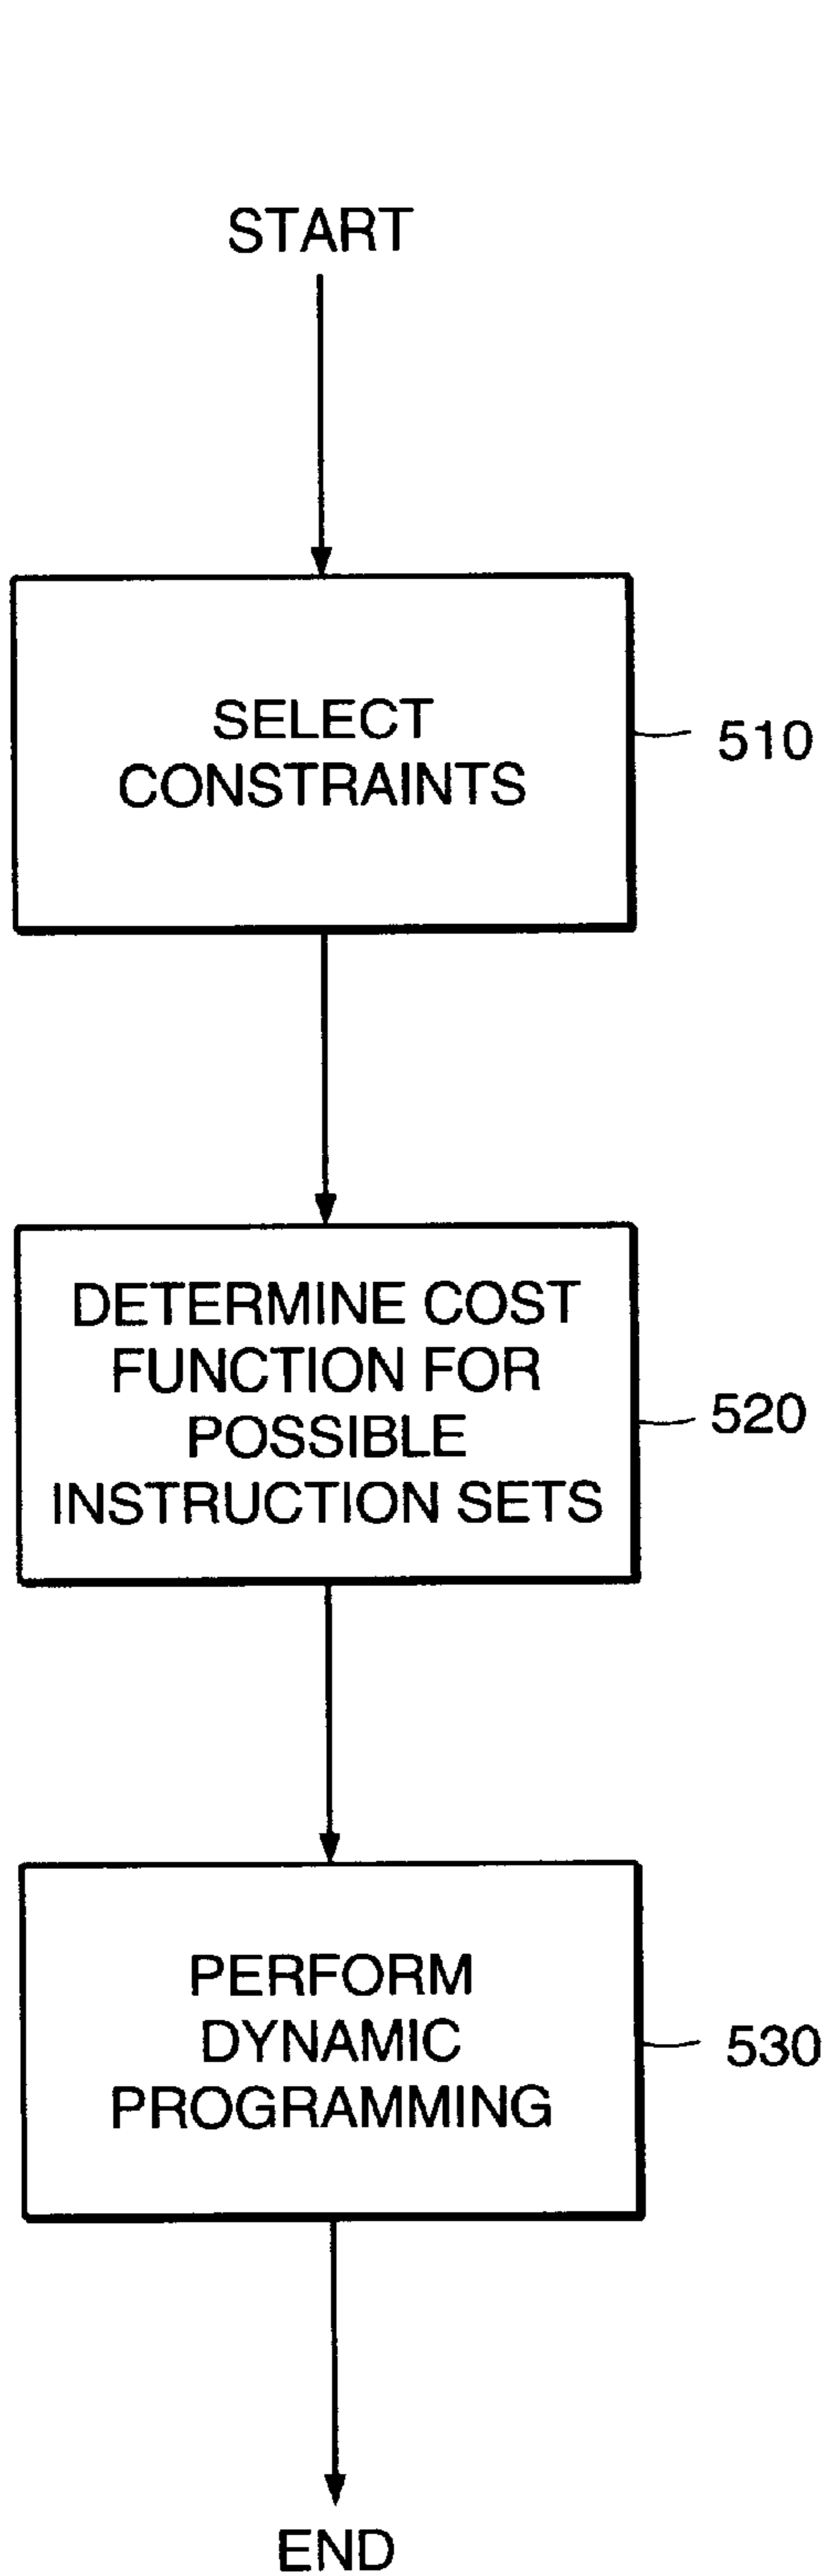 START
SELECT
CONSTRAINTS
510
DETERMINE COST
FUNCTION FOR
POSSIBLE
INSTRUCTION SETS
520
PERFORM
DYNAMIC
PROGRAMMING
530
END